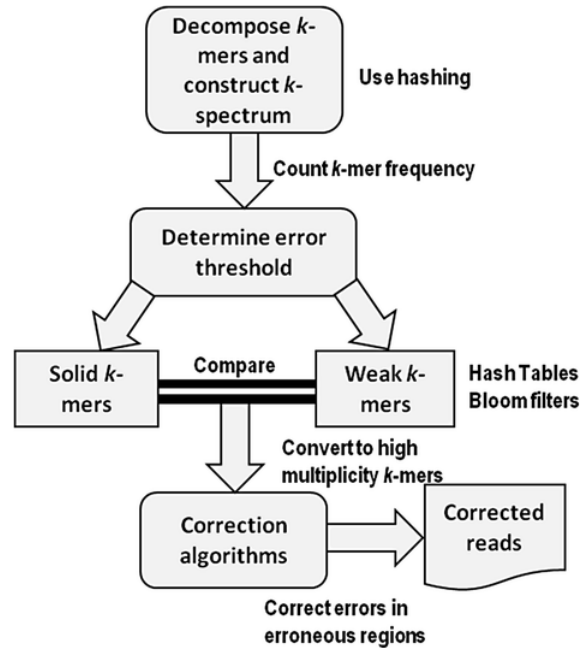 Decompose k-
mers and
construct k-
spectrum
Use hashing
Count k-mer frequency
Determine error
threshold
Solid k-
mers
Compare
Weak k-
mers
Hash Tables
Bloom filters
Convert to high
multiplicity k-mers
Correction
algorithms
Corrected
reads
Correct errors in
erroneous regions